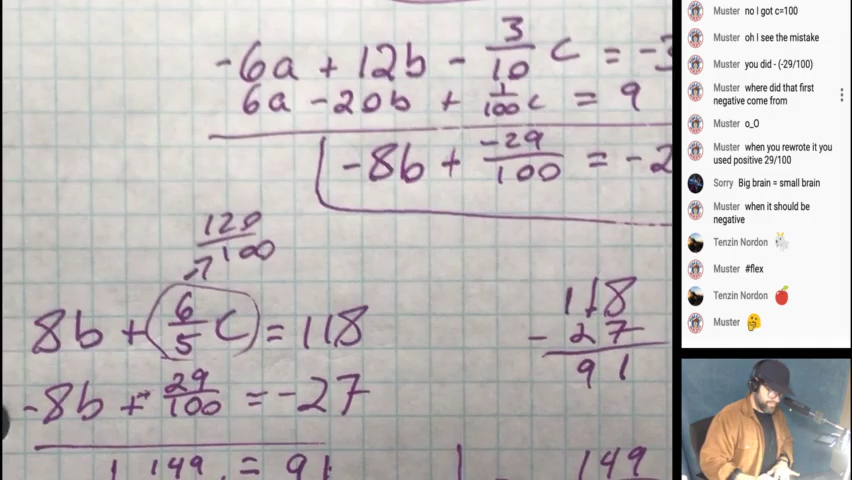 -6a + 12b - 3/10 c = -3
6a - 20b + 1/100 c = 9
-8b + -29/100 = -2
120/100
8b + 6/5 c = 118
-8b + 29/100 = -27
149 = 91
118
- 27
91
149
Muster no I got c=100
Muster oh I see the mistake
Muster you did - (-29/100)
Muster where did that first
negative come from
Muster o_O
Muster when you rewrote it you
used positive 29/100
Sorry Big brain = small brain
Muster when it should be
negative
Tenzin Nordon 🐐
Muster #flex
Tenzin Nordon 🍎
Muster 🤔